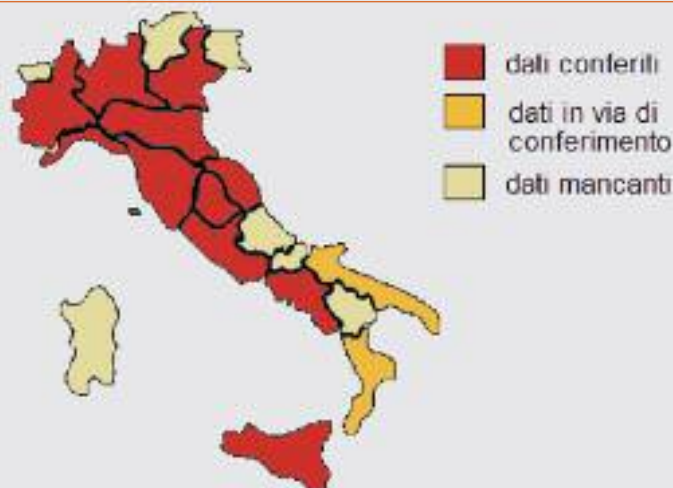 dati conferiti
dati in via di
conferimento
dati mancanti